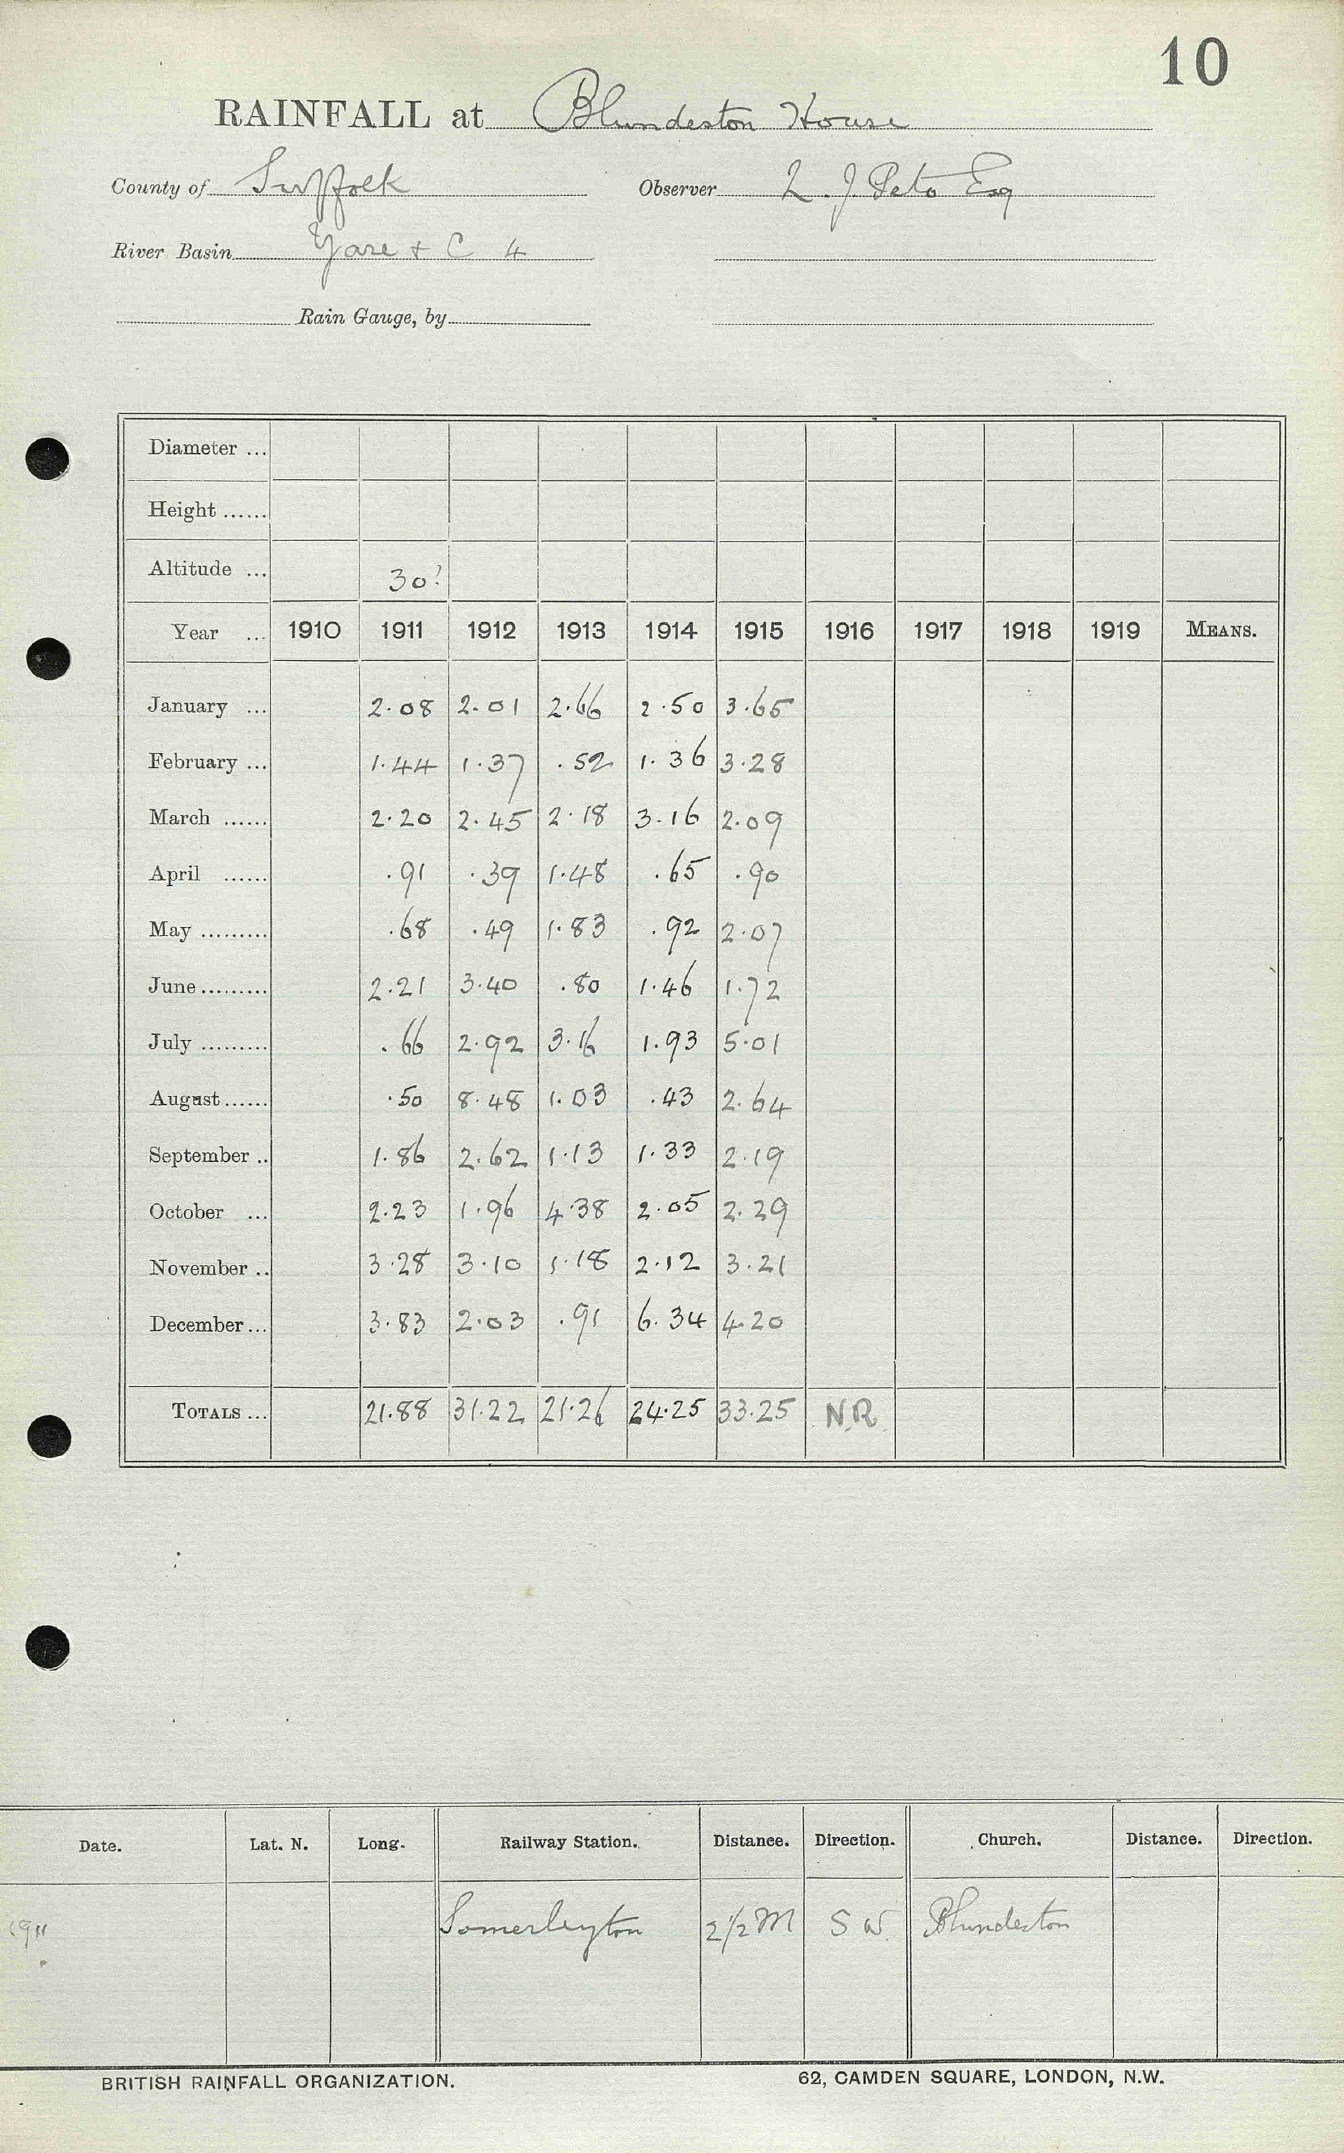 10
RAINFALL at Blundeston House
County of Suffolk Observer L. J. Peto Esq
River Basin Yare + C 4
Rain Gauge, by
Diameter ...
Height ......
Altitude ... 30?
Year ... 1910 1911 1912 1913 1914 1915 1916 1917 1918 1919 MEANS.
January ... 2.08 2.01 2.66 2.50 3.65
February ... 1.44 1.37 .52 1.36 3.28
March ...... 2.20 2.45 2.18 3.16 2.09
April ...... .91 .39 1.48 .65 .90
May ......... .68 .49 1.83 .92 2.07
June ......... 2.21 3.40 .80 1.46 1.72
July ......... .66 2.92 3.16 1.93 5.01
August ...... .50 8.48 1.03 .43 2.64
September .. 1.86 2.62 1.13 1.33 2.19
October ... 2.23 1.96 4.38 2.05 2.29
November .. 3.28 3.10 1.18 2.12 3.21
December ... 3.83 2.03 .91 6.34 4.20
TOTALS ... 21.88 31.22 21.26 24.25 33.25 N.R.
Date. Lat. N. Long. Railway Station. Distance. Direction. Church. Distance. Direction.
1911 Somerleyton 2 1/2 M S W. Blundeston
BRITISH RAINFALL ORGANIZATION. 62, CAMDEN SQUARE, LONDON, N.W.